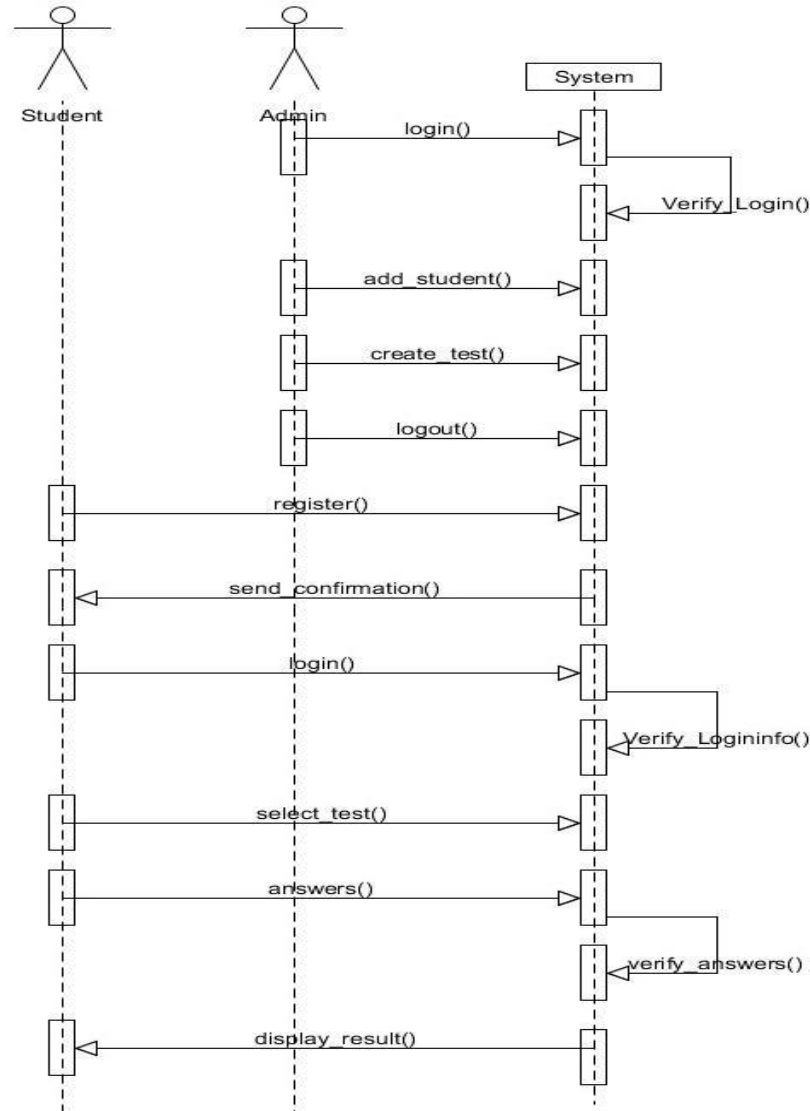 Student
Admin
System
login()
Verify_Login()
add_student()
create_test()
logout()
register()
send_confirmation()
login()
Verify_Logininfo()
select_test()
answers()
verify_answers()
display_result()